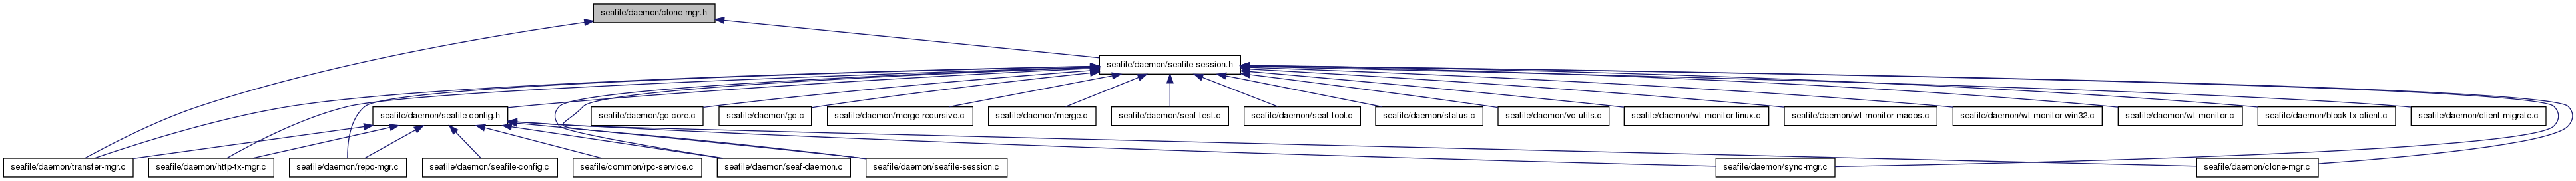 seafile/daemon/clone-mgr.h
seafile/daemon/seafile-session.h
seafile/daemon/seafile-config.h
seafile/daemon/gc-core.c
seafile/daemon/gc.c
seafile/daemon/merge-recursive.c
seafile/daemon/merge.c
seafile/daemon/seaf-test.c
seafile/daemon/seaf-tool.c
seafile/daemon/status.c
seafile/daemon/vc-utils.c
seafile/daemon/wt-monitor-linux.c
seafile/daemon/wt-monitor-macos.c
seafile/daemon/wt-monitor-win32.c
seafile/daemon/wt-monitor.c
seafile/daemon/block-tx-client.c
seafile/daemon/client-migrate.c
seafile/daemon/transfer-mgr.c
seafile/daemon/http-tx-mgr.c
seafile/daemon/repo-mgr.c
seafile/daemon/seafile-config.c
seafile/common/rpc-service.c
seafile/daemon/seaf-daemon.c
seafile/daemon/seafile-session.c
seafile/daemon/sync-mgr.c
seafile/daemon/clone-mgr.c